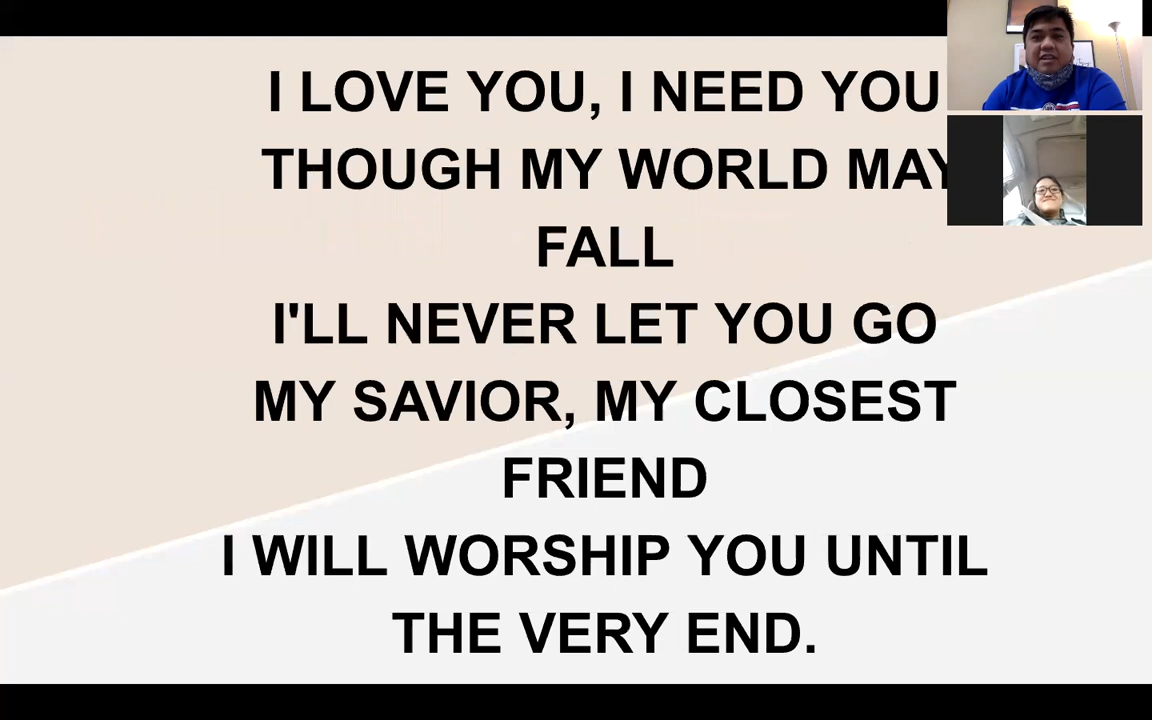 I LOVE YOU, I NEED YOU
THOUGH MY WORLD MAY
FALL
I'LL NEVER LET YOU GO
MY SAVIOR, MY CLOSEST
FRIEND
I WILL WORSHIP YOU UNTIL
THE VERY END.